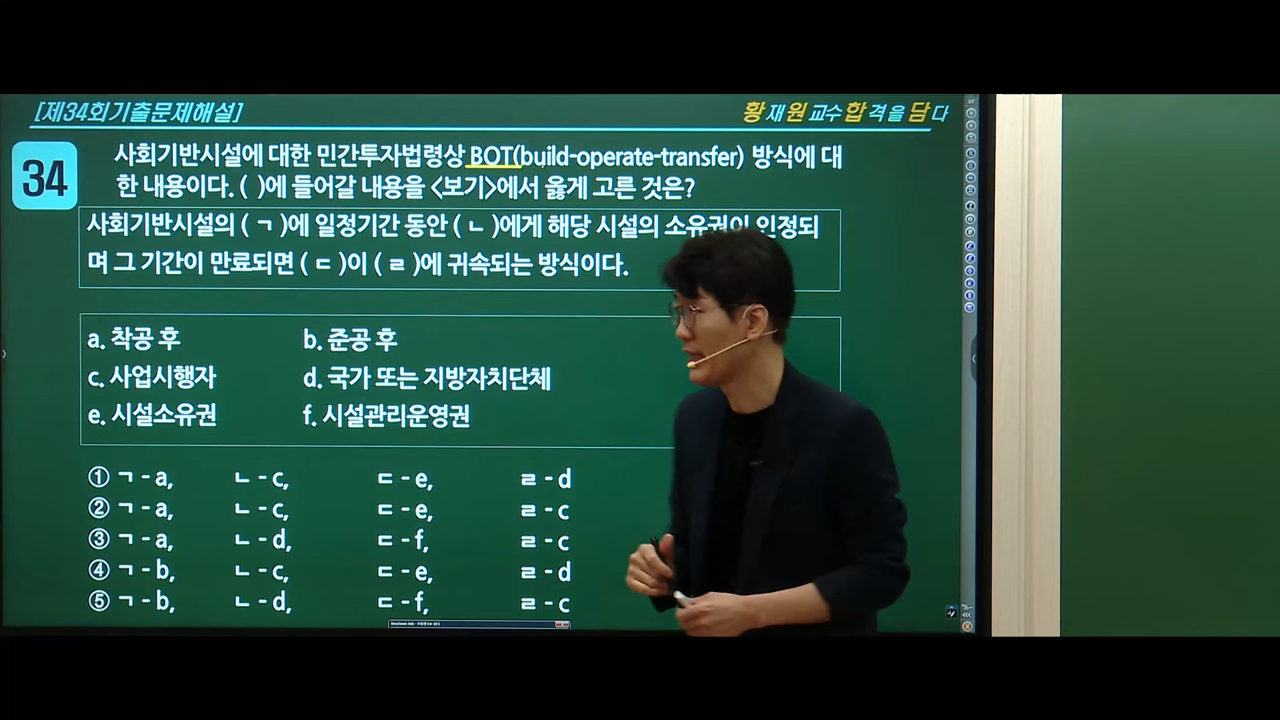 [제34회기출문제해설]
황재원 교수 합격을 담다
34
사회기반시설에 대한 민간투자법령상 BOT(build-operate-transfer) 방식에 대
한 내용이다. ( )에 들어갈 내용을 <보기>에서 옳게 고른 것은?
사회기반시설의 ( ㄱ )에 일정기간 동안 ( ㄴ )에게 해당 시설의 소유권이 인정되
며 그 기간이 만료되면 ( ㄷ )이 ( ㄹ )에 귀속되는 방식이다.
a. 착공 후 b. 준공 후
c. 사업시행자 d. 국가 또는 지방자치단체
e. 시설소유권 f. 시설관리운영권
① ㄱ - a, ㄴ - c, ㄷ - e, ㄹ - d
② ㄱ - a, ㄴ - c, ㄷ - e, ㄹ - c
③ ㄱ - a, ㄴ - d, ㄷ - f, ㄹ - c
④ ㄱ - b, ㄴ - c, ㄷ - e, ㄹ - d
⑤ ㄱ - b, ㄴ - d, ㄷ - f, ㄹ - c